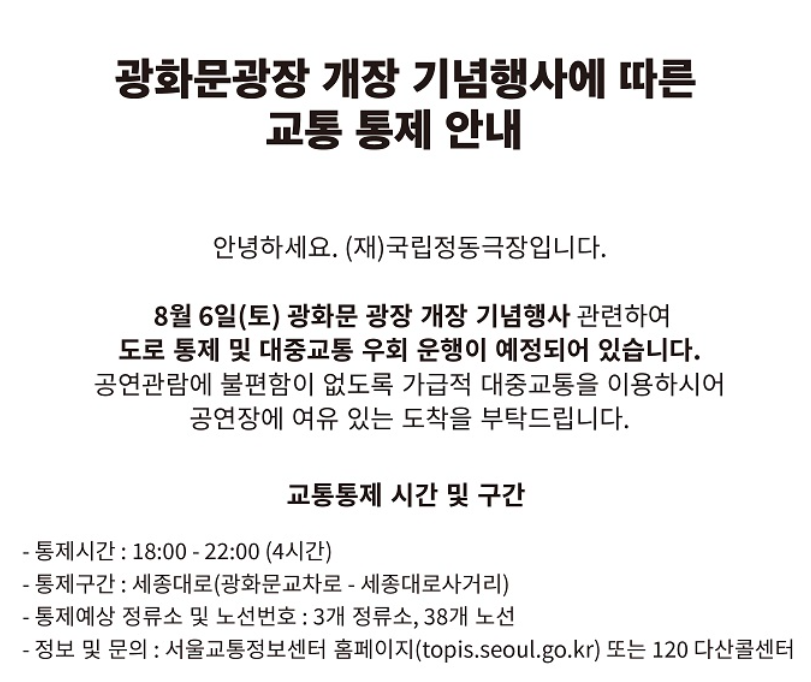 광화문광장 개장 기념행사에 따른
교통 통제 안내
안녕하세요. (재)국립정동극장입니다.
8월 6일(토) 광화문 광장 개장 기념행사 관련하여
도로 통제 및 대중교통 우회 운행이 예정되어 있습니다.
공연관람에 불편함이 없도록 가급적 대중교통을 이용하시어
공연장에 여유 있는 도착을 부탁드립니다.
교통통제 시간 및 구간
- 통제시간 : 18:00 - 22:00 (4시간)
- 통제구간 : 세종대로(광화문교차로 - 세종대로사거리)
- 통제예상 정류소 및 노선번호 : 3개 정류소, 38개 노선
- 정보 및 문의 : 서울교통정보센터 홈페이지(topis.seoul.go.kr) 또는 120 다산콜센터